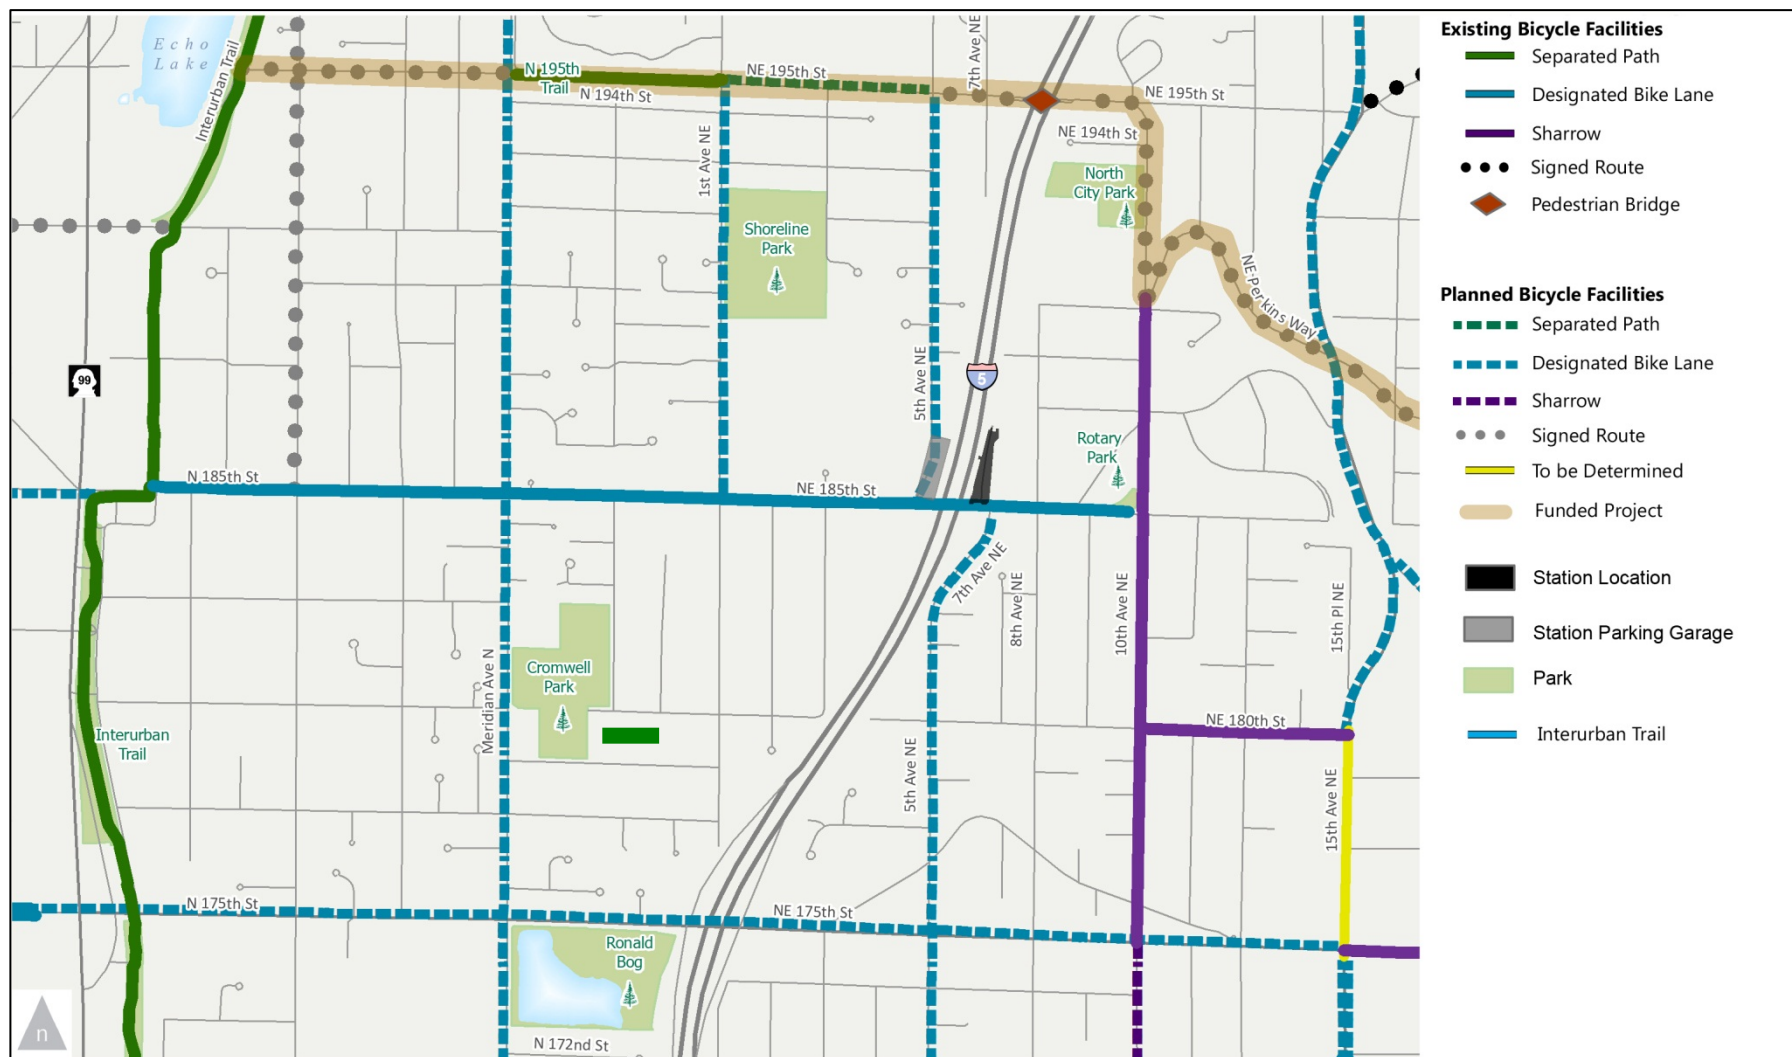 Echo
Lake
Interurban Trail
N 195th
Trail
N 194th St
NE 195th St
7th Ave NE
NE 195th St
NE 194th St
North
City Park
1st Ave NE
Shoreline
Park
NE Perkins Way
99
5th Ave NE
5
Rotary
Park
N 185th St
NE 185th St
7th Ave NE
8th Ave NE
10th Ave NE
15th Pl NE
Meridian Ave N
Cromwell
Park
Interurban
Trail
NE 180th St
5th Ave NE
15th Ave NE
N 175th St
NE 175th St
Ronald
Bog
N 172nd St
n
Existing Bicycle Facilities
Separated Path
Designated Bike Lane
Sharrow
Signed Route
Pedestrian Bridge
Planned Bicycle Facilities
Separated Path
Designated Bike Lane
Sharrow
Signed Route
To be Determined
Funded Project
Station Location
Station Parking Garage
Park
Interurban Trail